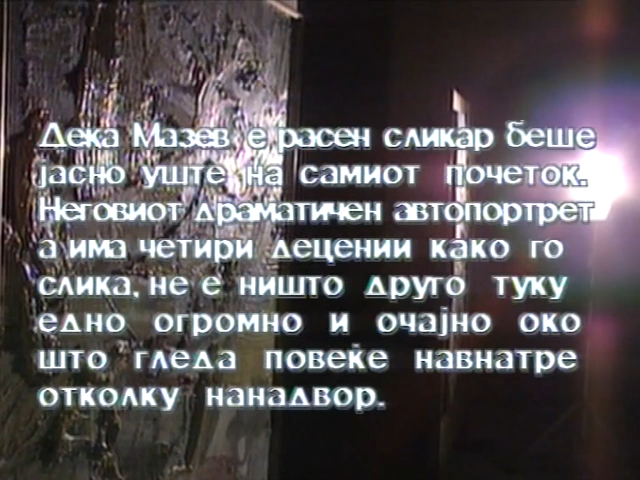 Дека Мазев е расен сликар беше
јасно уште на самиот почеток.
Неговиот драматичен автопортрет
а има четири децении како го
слика, не е ништо друго туку
едно огромно и очајно око
што гледа повеќе навнатре
отколку нанадвор.